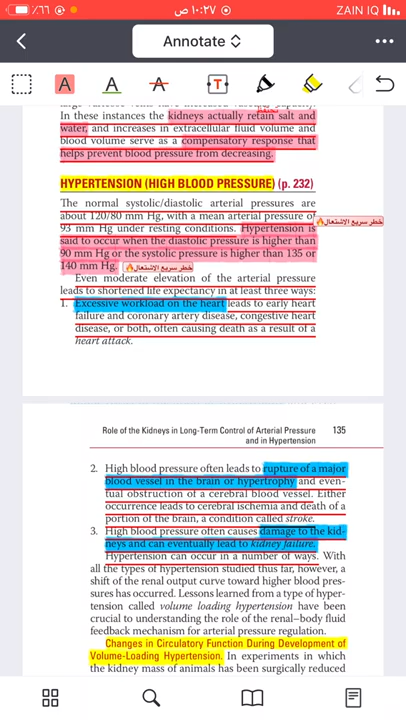 ٪٦٦ ١٠:٢٧ ص ZAIN IQ
Annotate
In these instances the kidneys actually retain salt and
water, and increases in extracellular fluid volume and
blood volume serve as a compensatory response that
helps prevent blood pressure from decreasing.
HYPERTENSION (HIGH BLOOD PRESSURE) (p. 232)
The normal systolic/diastolic arterial pressures are
about 120/80 mm Hg, with a mean arterial pressure of
93 mm Hg under resting conditions. Hypertension is
خطر سريع الاشتعال🔥
said to occur when the diastolic pressure is higher than
90 mm Hg or the systolic pressure is higher than 135 or
140 mm Hg. خطر سريع الاشتعال🔥
Even moderate elevation of the arterial pressure
leads to shortened life expectancy in at least three ways:
1. Excessive workload on the heart leads to early heart
failure and coronary artery disease, congestive heart
disease, or both, often causing death as a result of a
heart attack.
Role of the Kidneys in Long-Term Control of Arterial Pressure 135
and in Hypertension
2. High blood pressure often leads to rupture of a major
blood vessel in the brain or hypertrophy and even-
tual obstruction of a cerebral blood vessel. Either
occurrence leads to cerebral ischemia and death of a
portion of the brain, a condition called stroke.
3. High blood pressure often causes damage to the kid-
neys and can eventually lead to kidney failure.
Hypertension can occur in a number of ways. With
all the types of hypertension studied thus far, however, a
shift of the renal output curve toward higher blood pres-
sures has occurred. Lessons learned from a type of hyper-
tension called volume loading hypertension have been
crucial to understanding the role of the renal–body fluid
feedback mechanism for arterial pressure regulation.
Changes in Circulatory Function During Development of
Volume-Loading Hypertension. In experiments in which
the kidney mass of animals has been surgically reduced